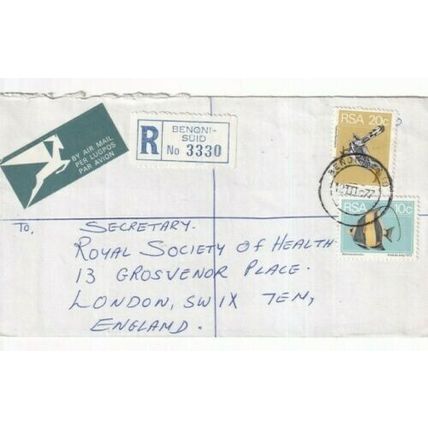 BY AIR MAIL
PER LUGPOS
PAR AVION
R
BENONI-
SUID
No 3330
RSA 20c
RSA 10c
TO,
SECRETARY.
ROYAL SOCIETY OF HEALTH
13 GROSVENOR PLACE.
LONDON, SW1X 7EN,
ENGLAND.